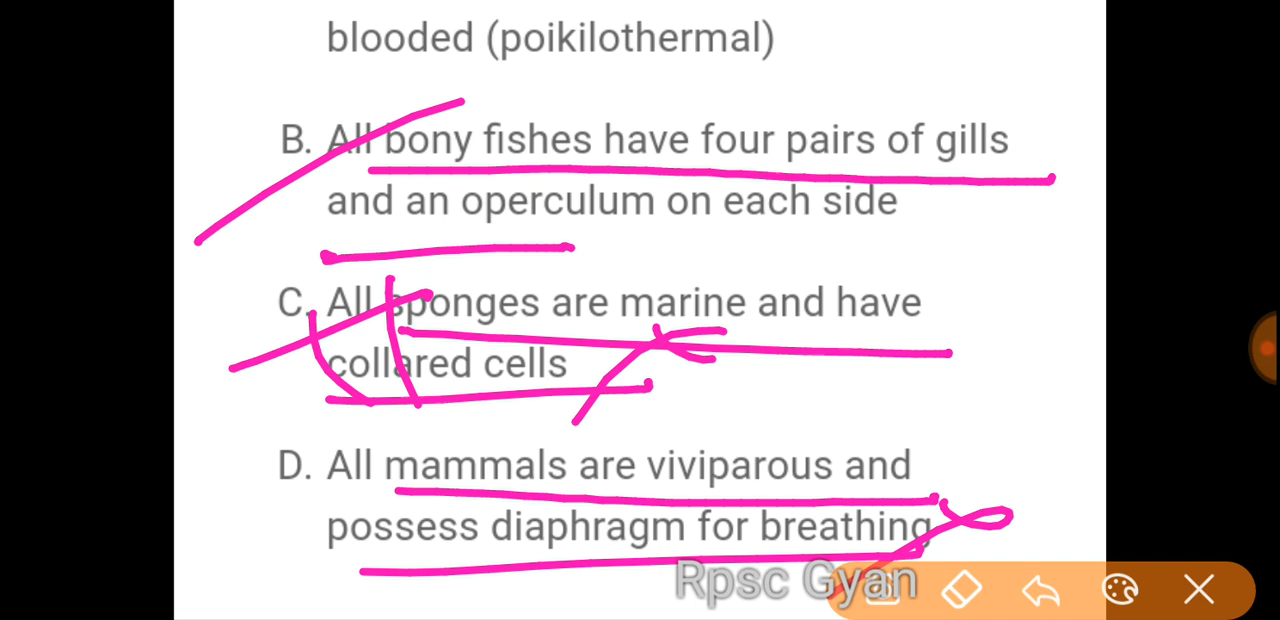 blooded (poikilothermal)
B. All bony fishes have four pairs of gills
and an operculum on each side
C. All sponges are marine and have
collared cells
D. All mammals are viviparous and
possess diaphragm for breathing
Rpsc Gyan